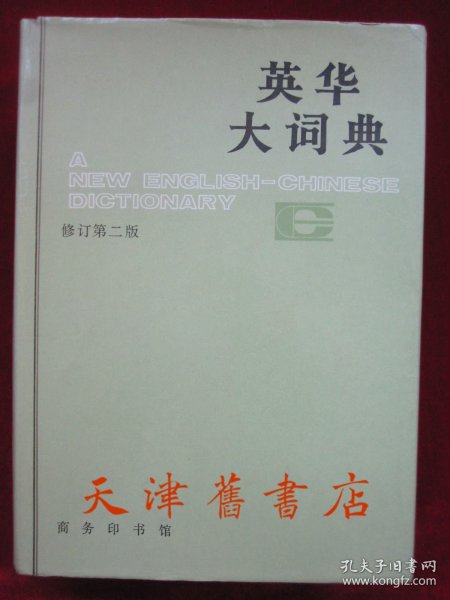 英华
大词典
A
NEW ENGLISH-CHINESE
DICTIONARY
修订第二版
天津舊書店
商务印书馆
孔夫子旧书网
www.kongfz.com